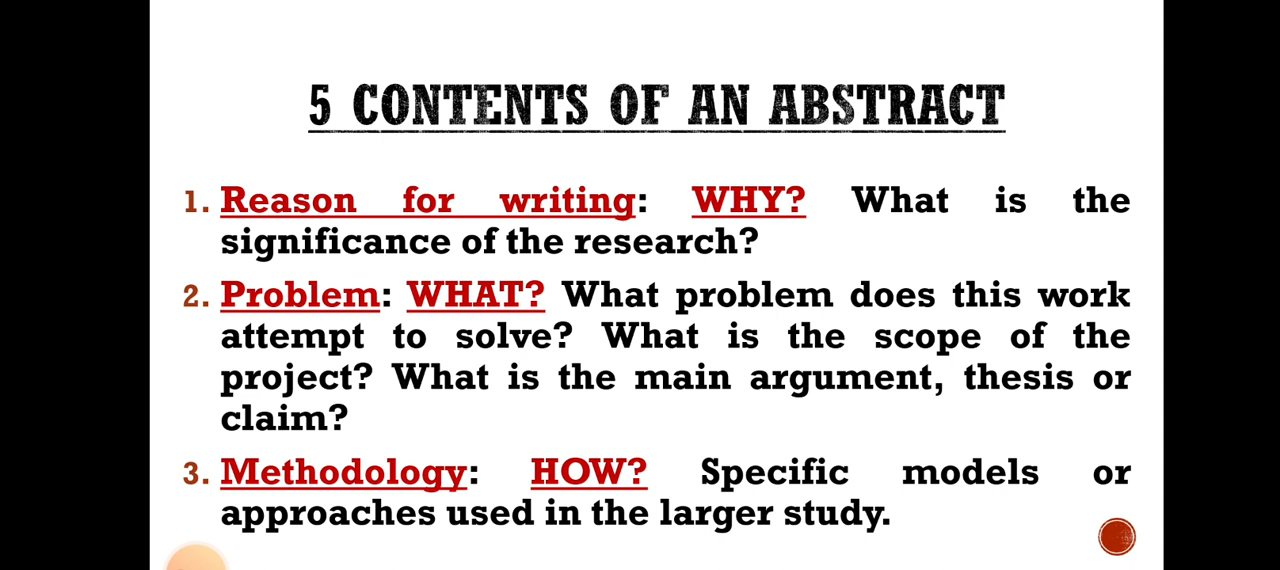 5 CONTENTS OF AN ABSTRACT
1. Reason for writing: WHY? What is the
significance of the research?
2. Problem: WHAT? What problem does this work
attempt to solve? What is the scope of the
project? What is the main argument, thesis or
claim?
3. Methodology: HOW? Specific models or
approaches used in the larger study.